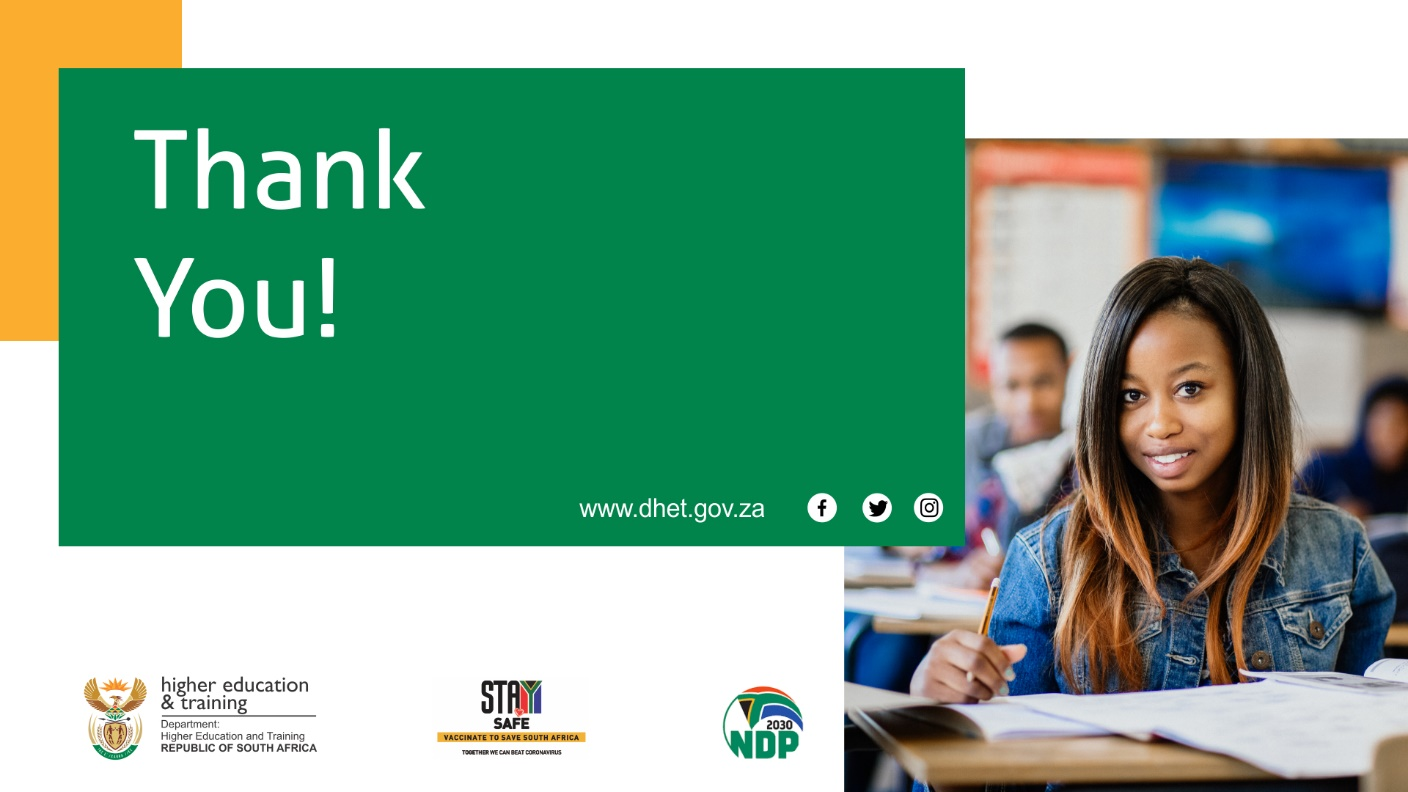 Thank
You!
www.dhet.gov.za
higher education
& training
Department:
Higher Education and Training
REPUBLIC OF SOUTH AFRICA
STAY
SAFE
VACCINATE TO SAVE SOUTH AFRICA
TOGETHER WE CAN BEAT CORONAVIRUS
2030
NDP